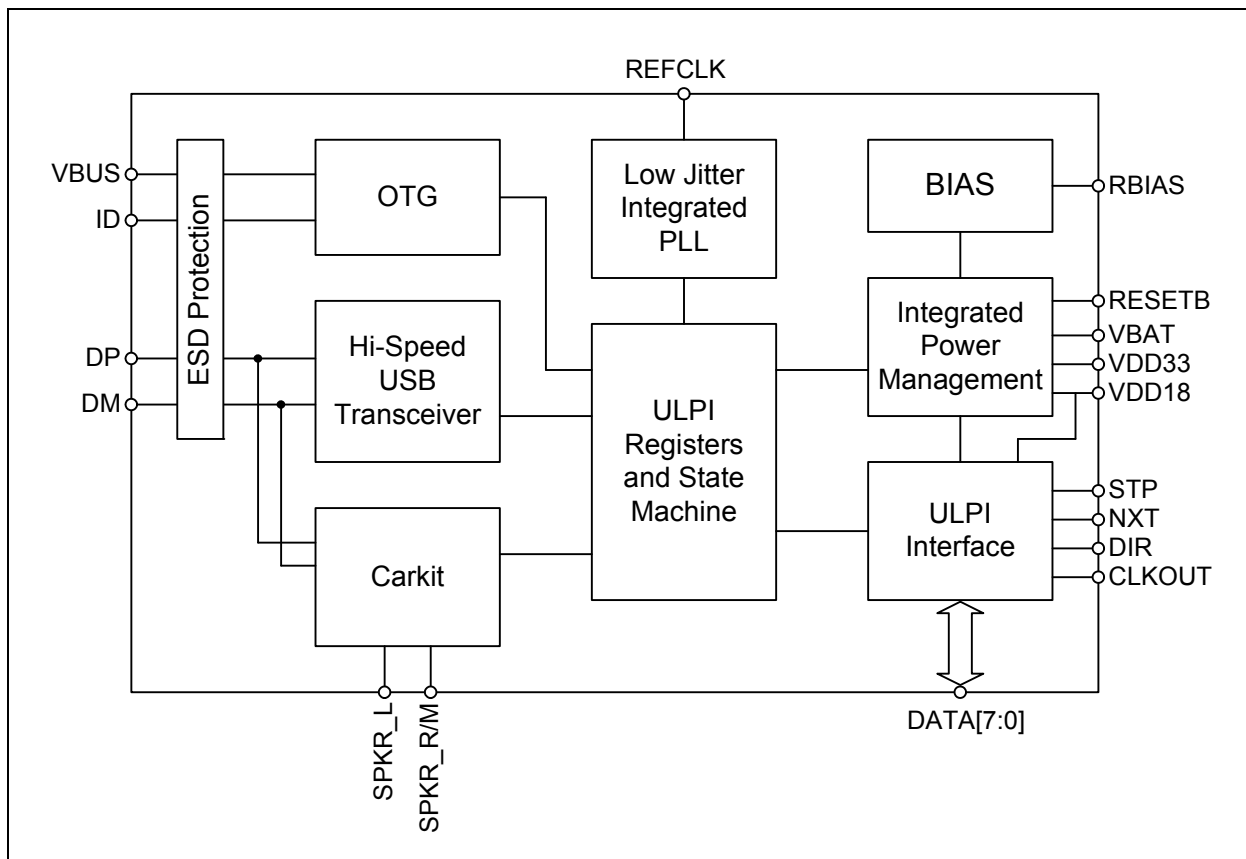 REFCLK
VBUS
ID
DP
DM
ESD Protection
OTG
Hi-Speed
USB
Transceiver
Carkit
SPKR_L
SPKR_R/M
Low Jitter
Integrated
PLL
ULPI
Registers
and State
Machine
BIAS
RBIAS
Integrated
Power
Management
RESETB
VBAT
VDD33
VDD18
ULPI
Interface
STP
NXT
DIR
CLKOUT
DATA[7:0]